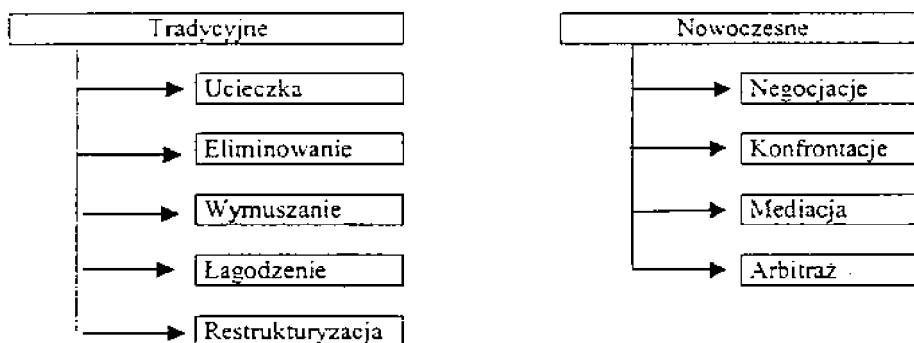 Tradycyjne
Ucieczka
Eliminowanie
Wymuszanie
Łagodzenie
Restrukturyzacja
Nowoczesne
Negocjacje
Konfrontacje
Mediacja
Arbitraż